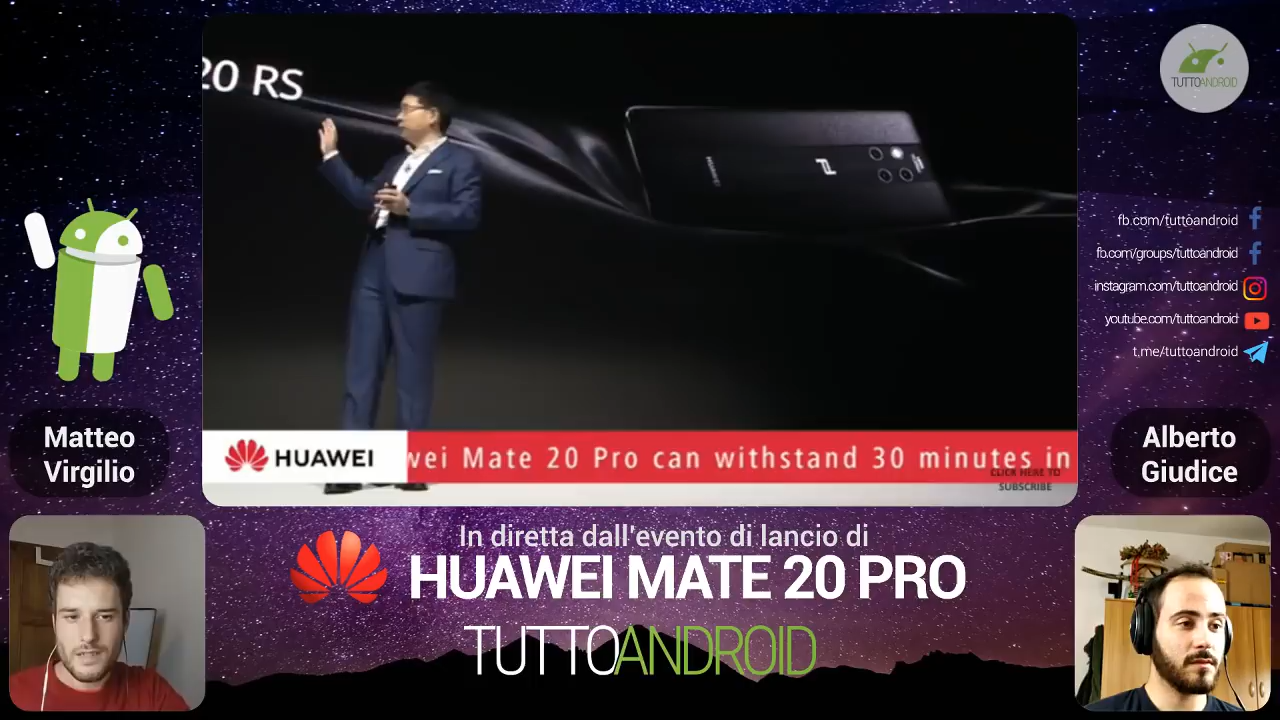 20 RS
HUAWEI
TUTTOANDROID
fb.com/tuttoandroid
fb.com/groups/tuttoandroid
instagram.com/tuttoandroid
youtube.com/tuttoandroid
t.me/tuttoandroid
Matteo
Virgilio
Alberto
Giudice
HUAWEI
wei Mate 20 Pro can withstand 30 minutes in
CLICK HERE TO
SUBSCRIBE
In diretta dall'evento di lancio di
HUAWEI MATE 20 PRO
TUTTOANDROID